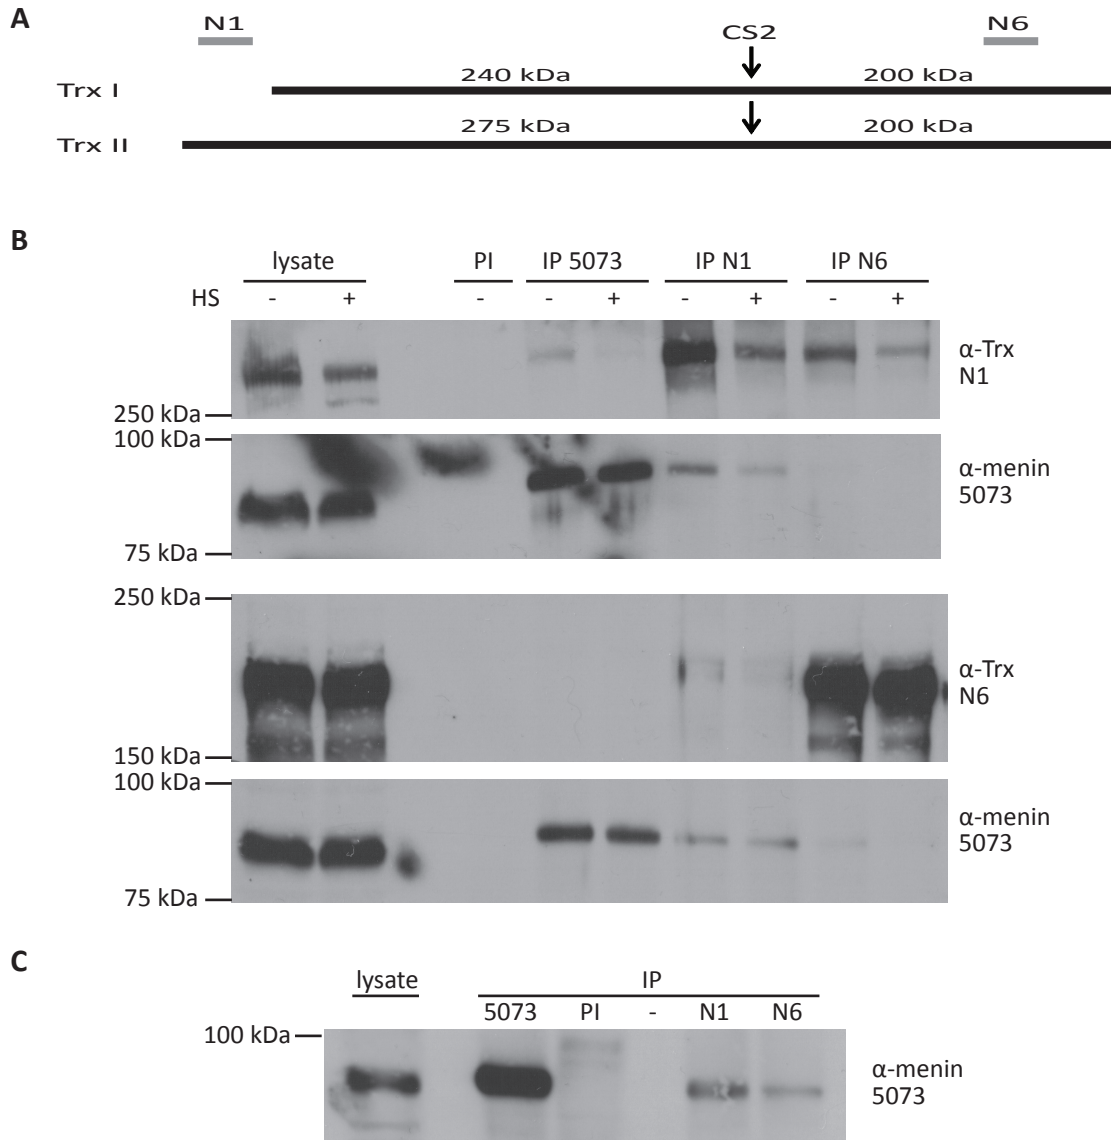 A
N1 N6
CS2
240 kDa 200 kDa
Trx I
275 kDa 200 kDa
Trx II
B
lysate PI IP 5073 IP N1 IP N6
HS - + - - + - + - +
α-Trx
N1
250 kDa
100 kDa
α-menin
5073
75 kDa
250 kDa
α-Trx
N6
150 kDa
100 kDa
α-menin
5073
75 kDa
C
lysate IP
5073 PI - N1 N6
100 kDa
α-menin
5073